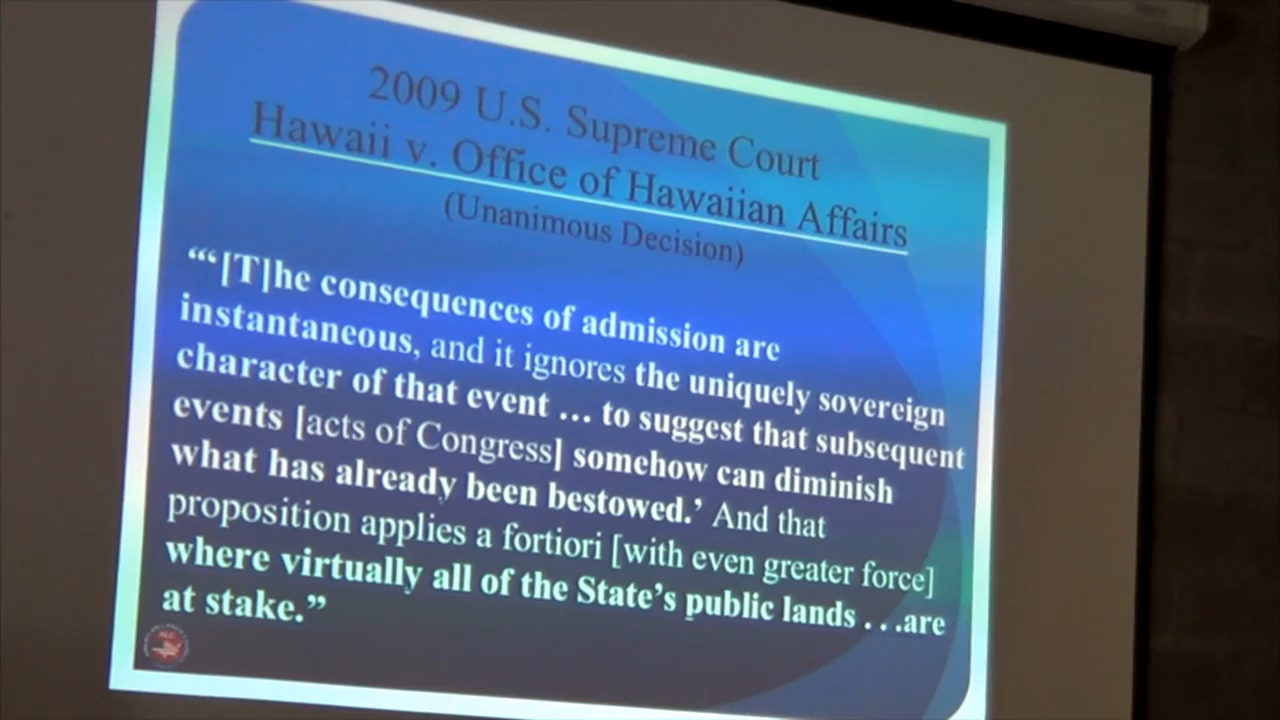 2009 U.S. Supreme Court
Hawaii v. Office of Hawaiian Affairs
(Unanimous Decision)
“‘[T]he consequences of admission are
instantaneous, and it ignores the uniquely sovereign
character of that event … to suggest that subsequent
events [acts of Congress] somehow can diminish
what has already been bestowed.’ And that
proposition applies a fortiori [with even greater force]
where virtually all of the State’s public lands . . .are
at stake.”